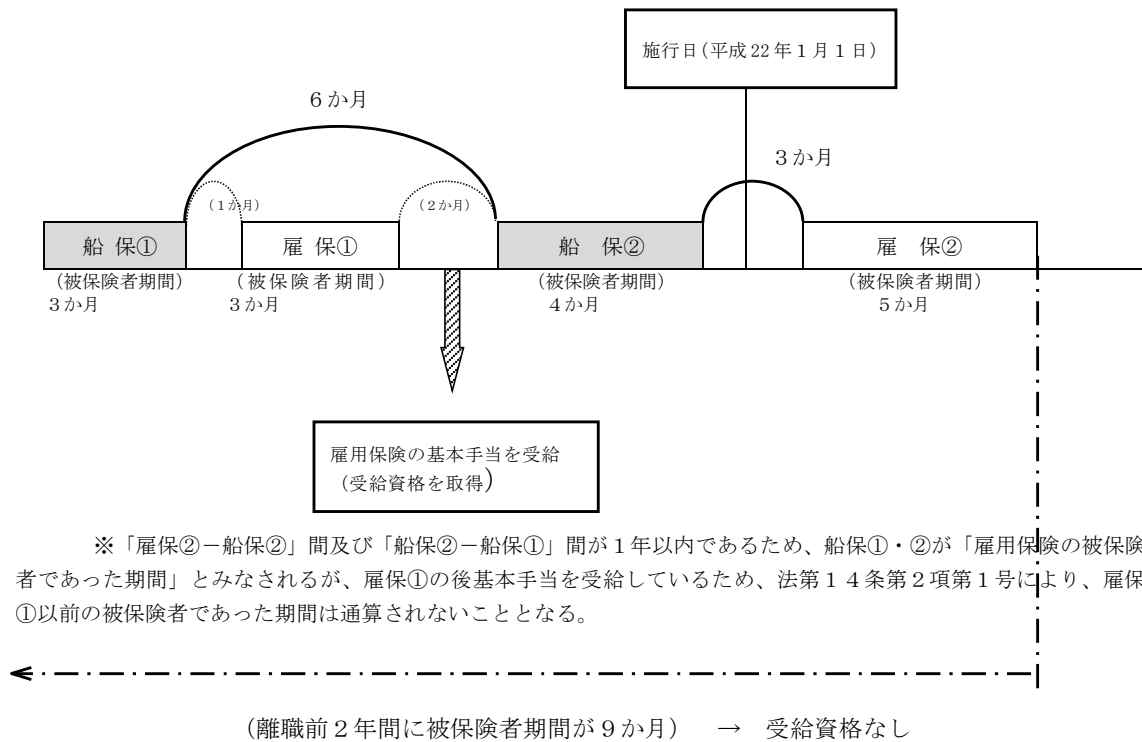 施行日(平成22年１月１日)
６か月
３か月
（１か月）
（２か月）
船 保①
雇 保①
船　保②
雇　保②
(被保険者期間)
３か月
(被保険者期間)
３か月
(被保険者期間)
４か月
(被保険者期間)
５か月
雇用保険の基本手当を受給
（受給資格を取得）
※「雇保②－船保②」間及び「船保②－船保①」間が１年以内であるため、船保①・②が「雇用保険の被保険
者であった期間」とみなされるが、雇保①の後基本手当を受給しているため、法第１４条第２項第１号により、雇保
①以前の被保険者であった期間は通算されないこととなる。
(離職前２年間に被保険者期間が９か月)　→　受給資格なし